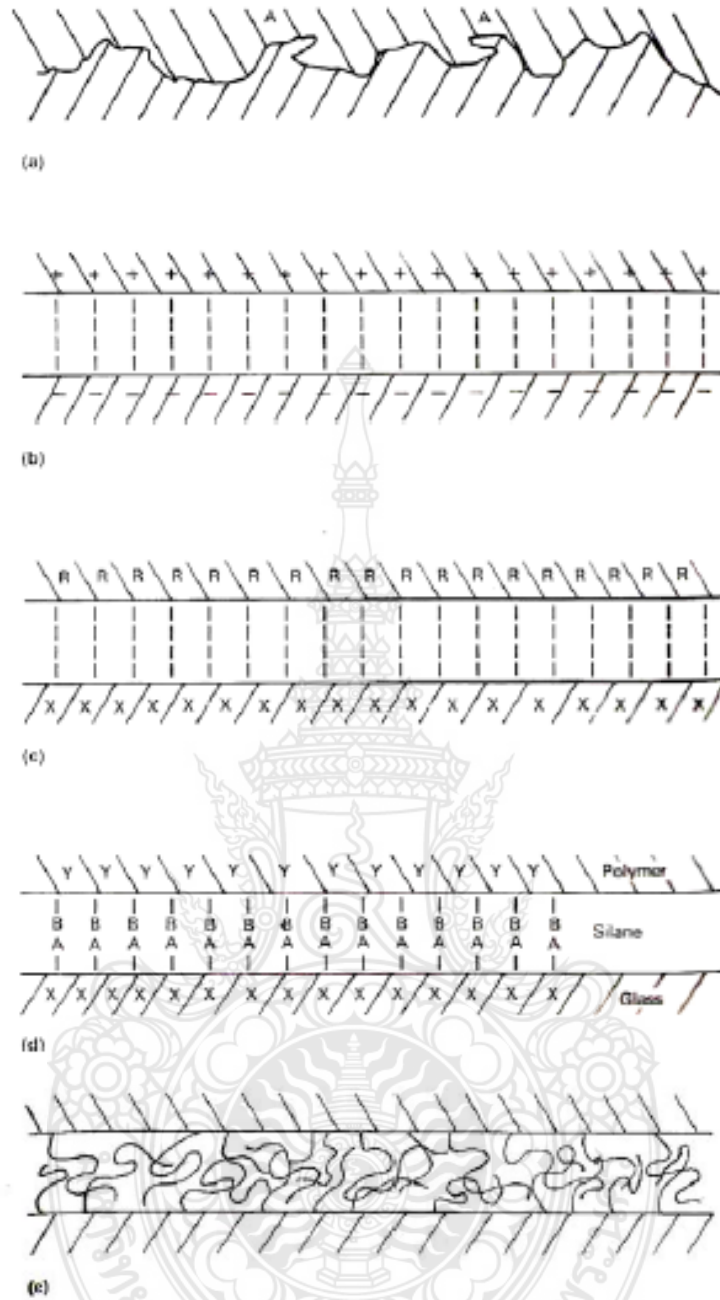 A A
(a)
+ + + + + + + + + + + + + + + + + +
− − − − − − − − − − − − − − − − − −
(b)
R R R R R R R R R R R R R R R R R R
X X X X X X X X X X X X X X X X X X
(c)
Y Y Y Y Y Y Y Y Y Y Y Y Polymer
B B B B B B B B B B B B B B
Silane
A A A A A A A A A A A A A A
X X X X X X X X X X X X X X X Glass
(d)
(e)